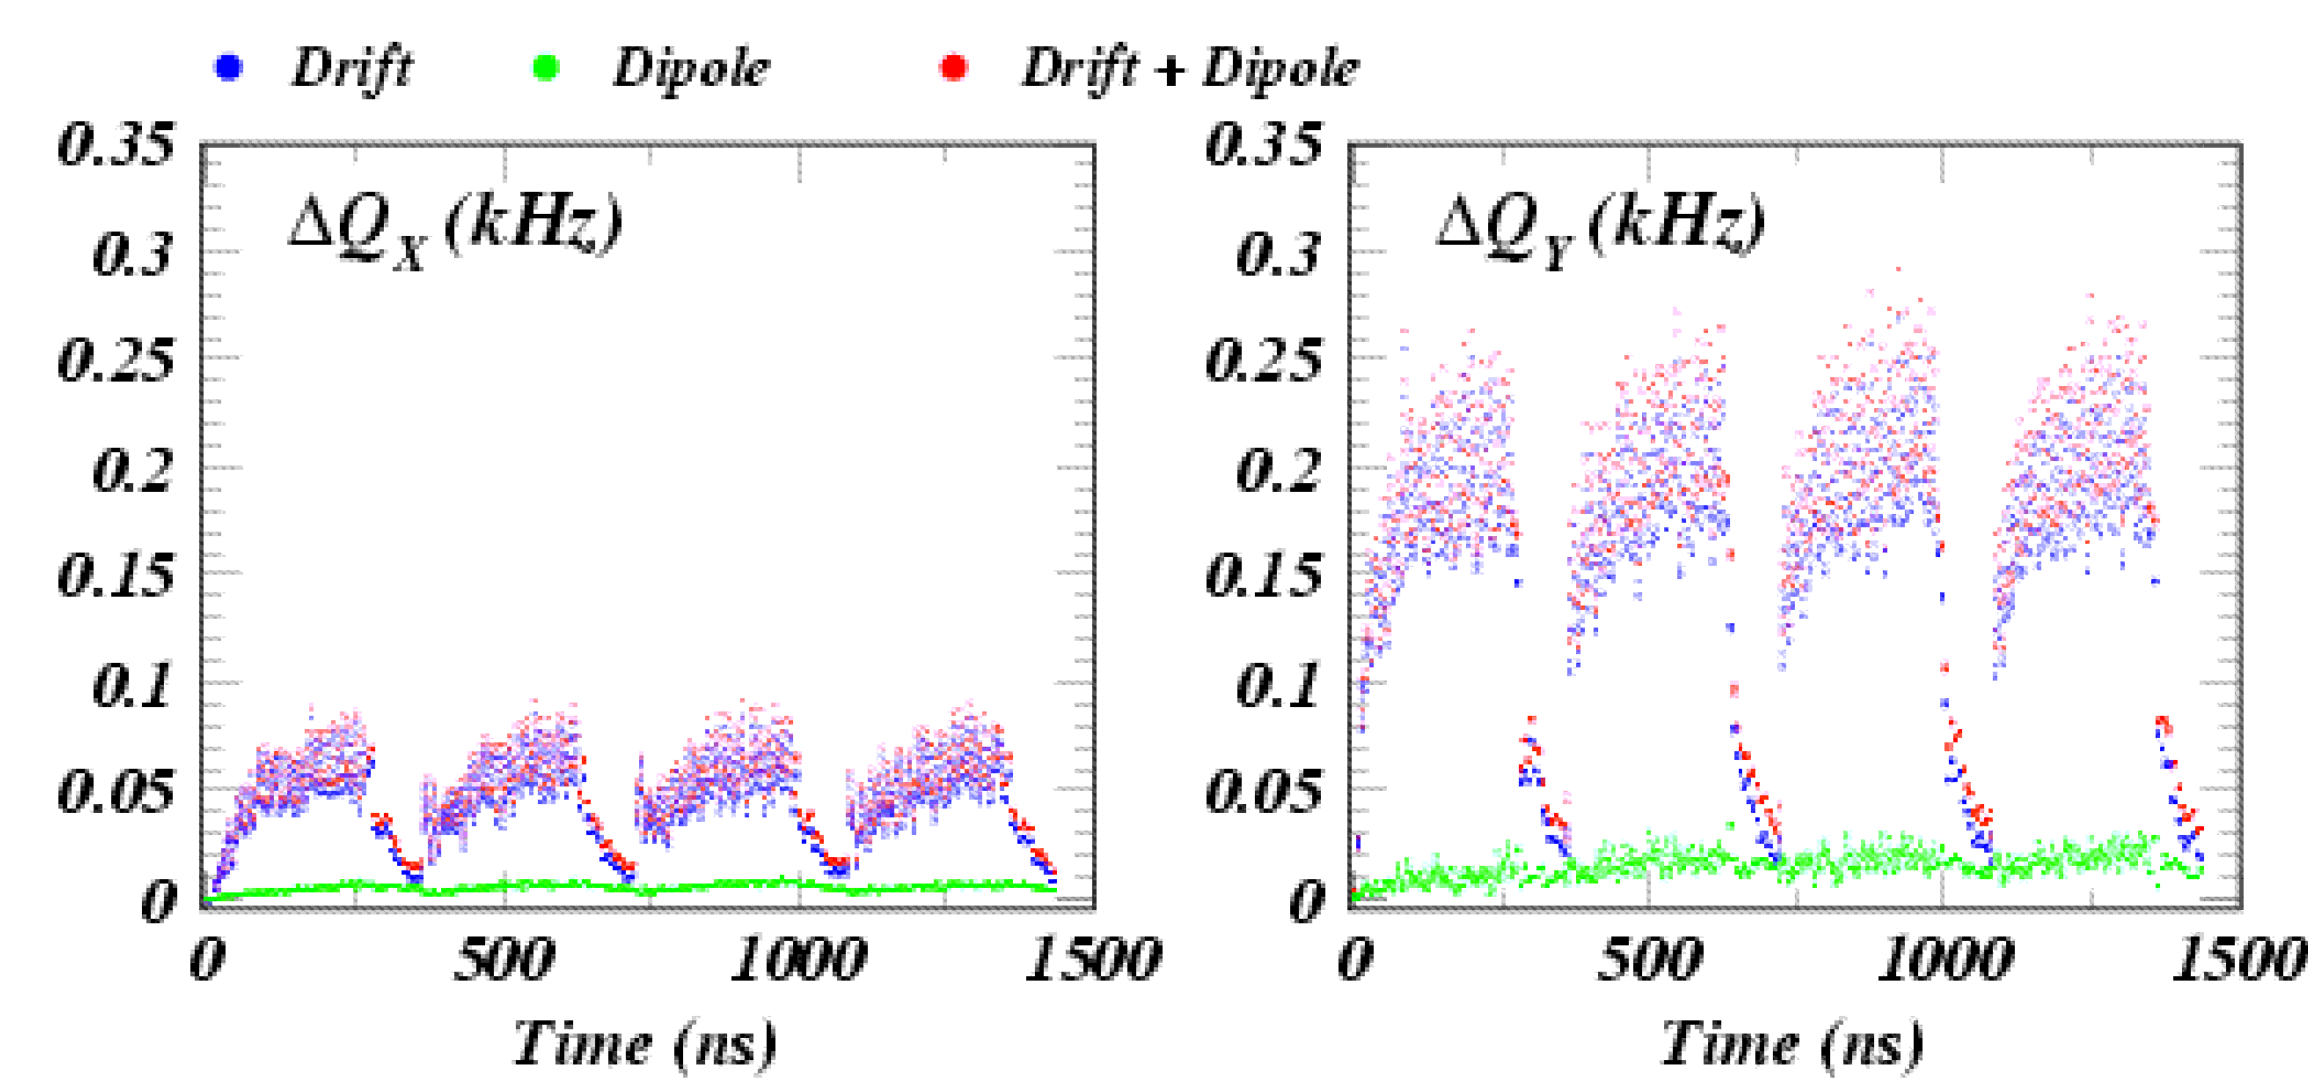 Drift Dipole Drift + Dipole
0.35 0.35
ΔQX (kHz) ΔQY (kHz)
0.3 0.3
0.25 0.25
0.2 0.2
0.15 0.15
0.1 0.1
0.05 0.05
0 0
0 500 1000 1500 0 500 1000 1500
Time (ns) Time (ns)